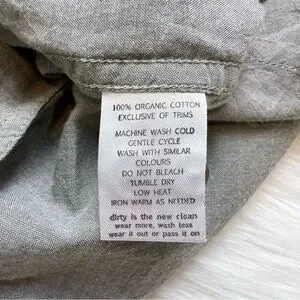 100% ORGANIC COTTON
EXCLUSIVE OF TRIMS
MACHINE WASH COLD
GENTLE CYCLE
WASH WITH SIMILAR
COLOURS
DO NOT BLEACH
TUMBLE DRY
LOW HEAT
IRON WARM AS NEEDED
dirty is the new clean
wear more, wash less
wear it out or pass it on